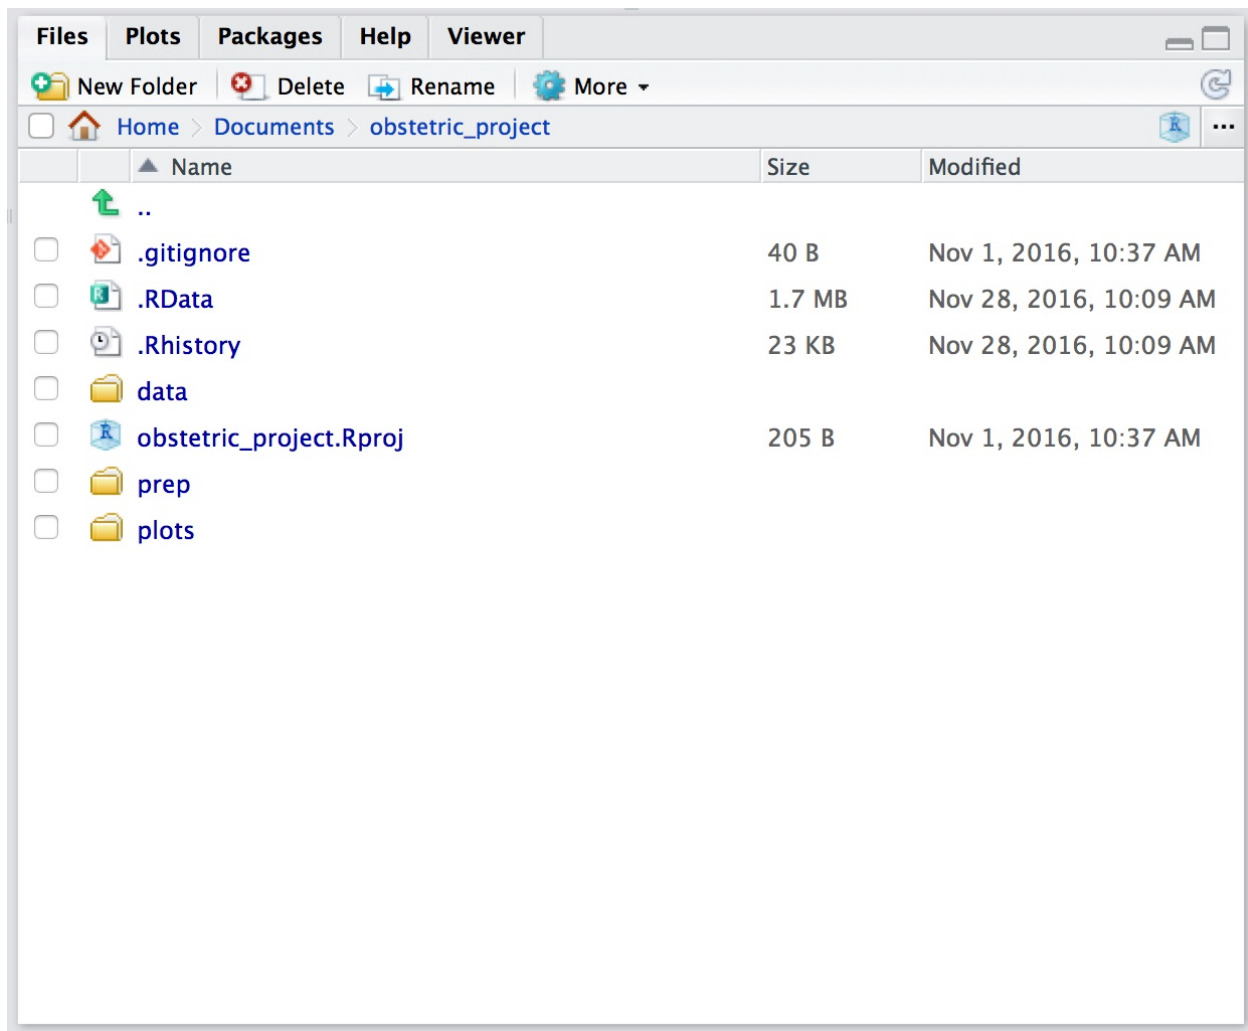 Files Plots Packages Help Viewer
New Folder Delete Rename More
Home Documents obstetric_project ...
Name Size Modified
..
.gitignore 40 B Nov 1, 2016, 10:37 AM
.RData 1.7 MB Nov 28, 2016, 10:09 AM
.Rhistory 23 KB Nov 28, 2016, 10:09 AM
data
obstetric_project.Rproj 205 B Nov 1, 2016, 10:37 AM
prep
plots